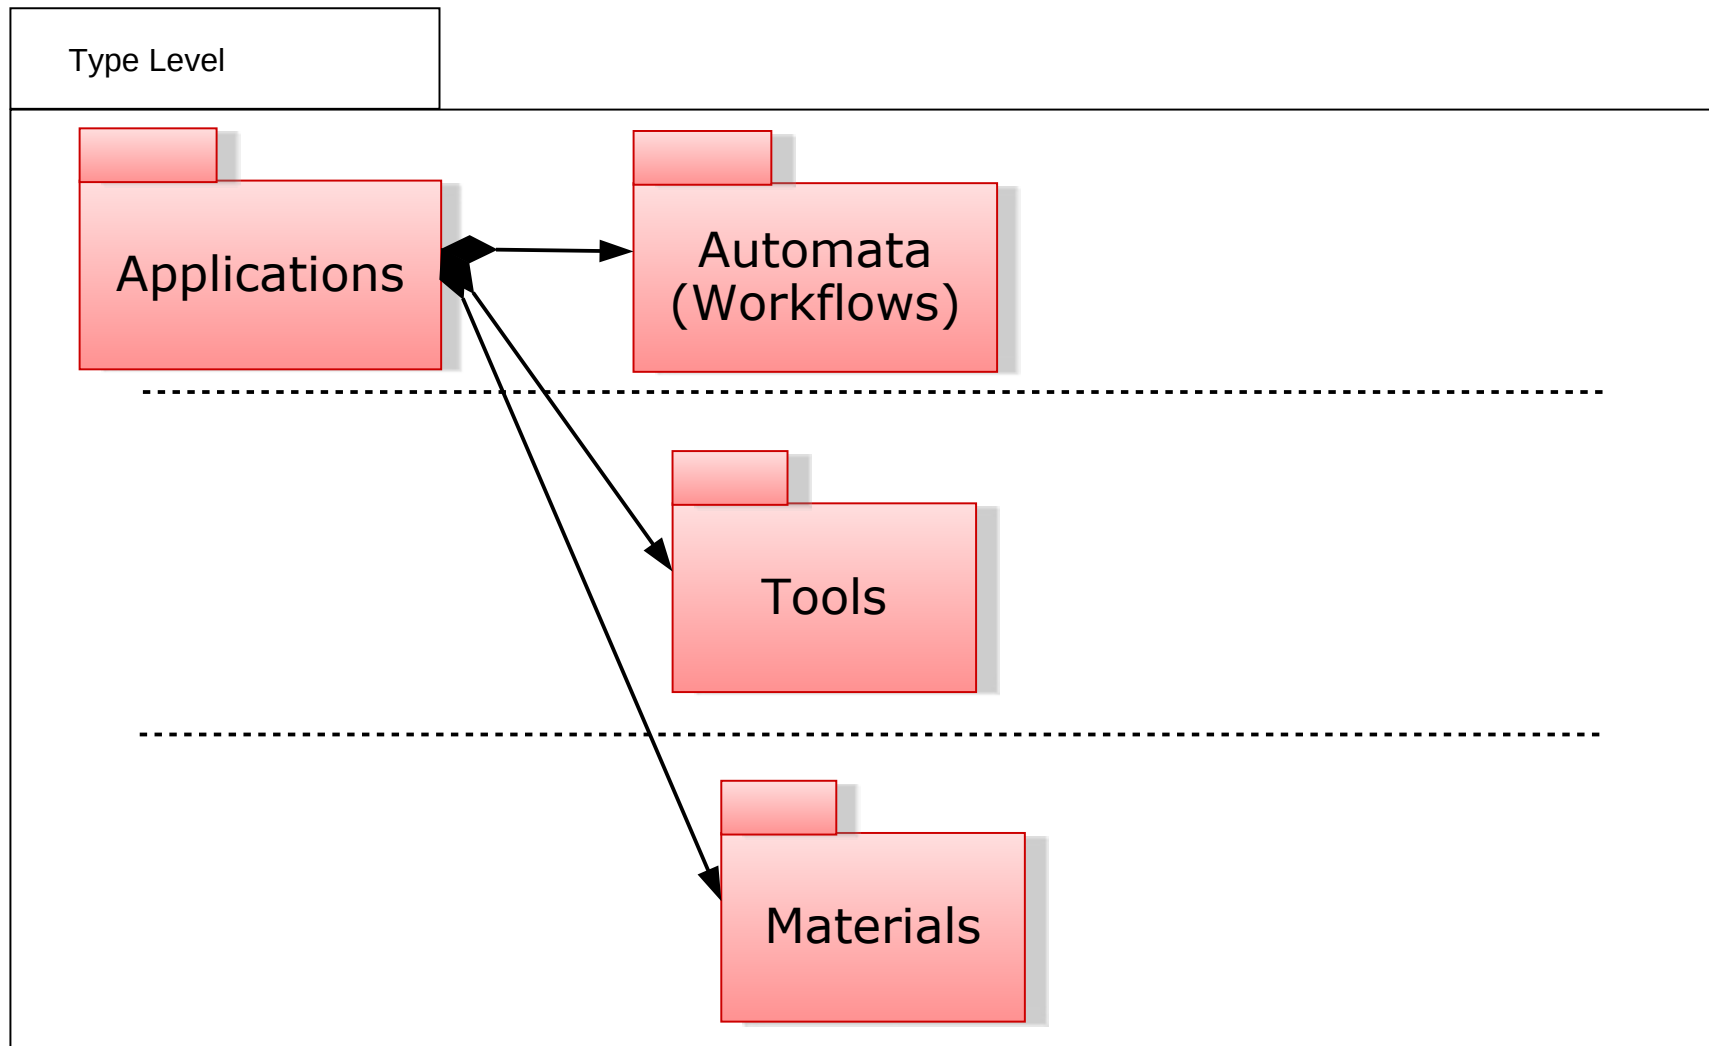 Type Level
Applications
Automata
(Workflows)
Tools
Materials